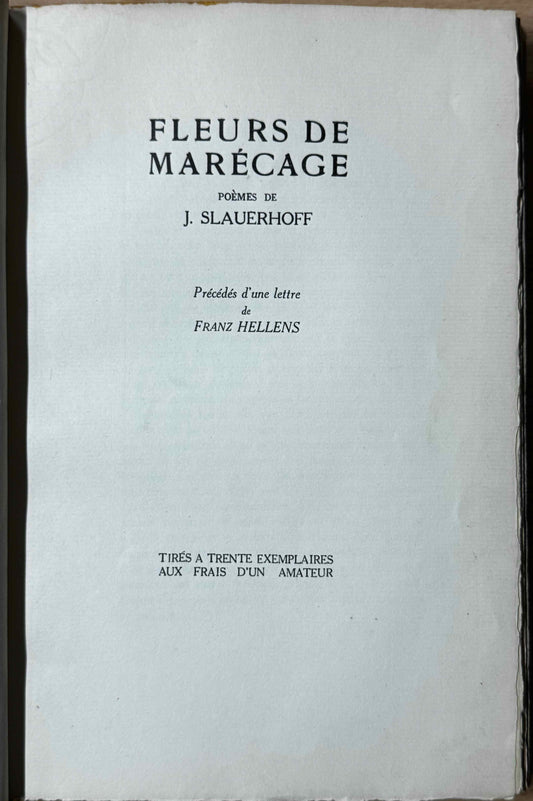 FLEURS DE
MARÉCAGE
POÈMES DE
J. SLAUERHOFF
Précédés d'une lettre
de
FRANZ HELLENS
TIRÉS A TRENTE EXEMPLAIRES
AUX FRAIS D'UN AMATEUR